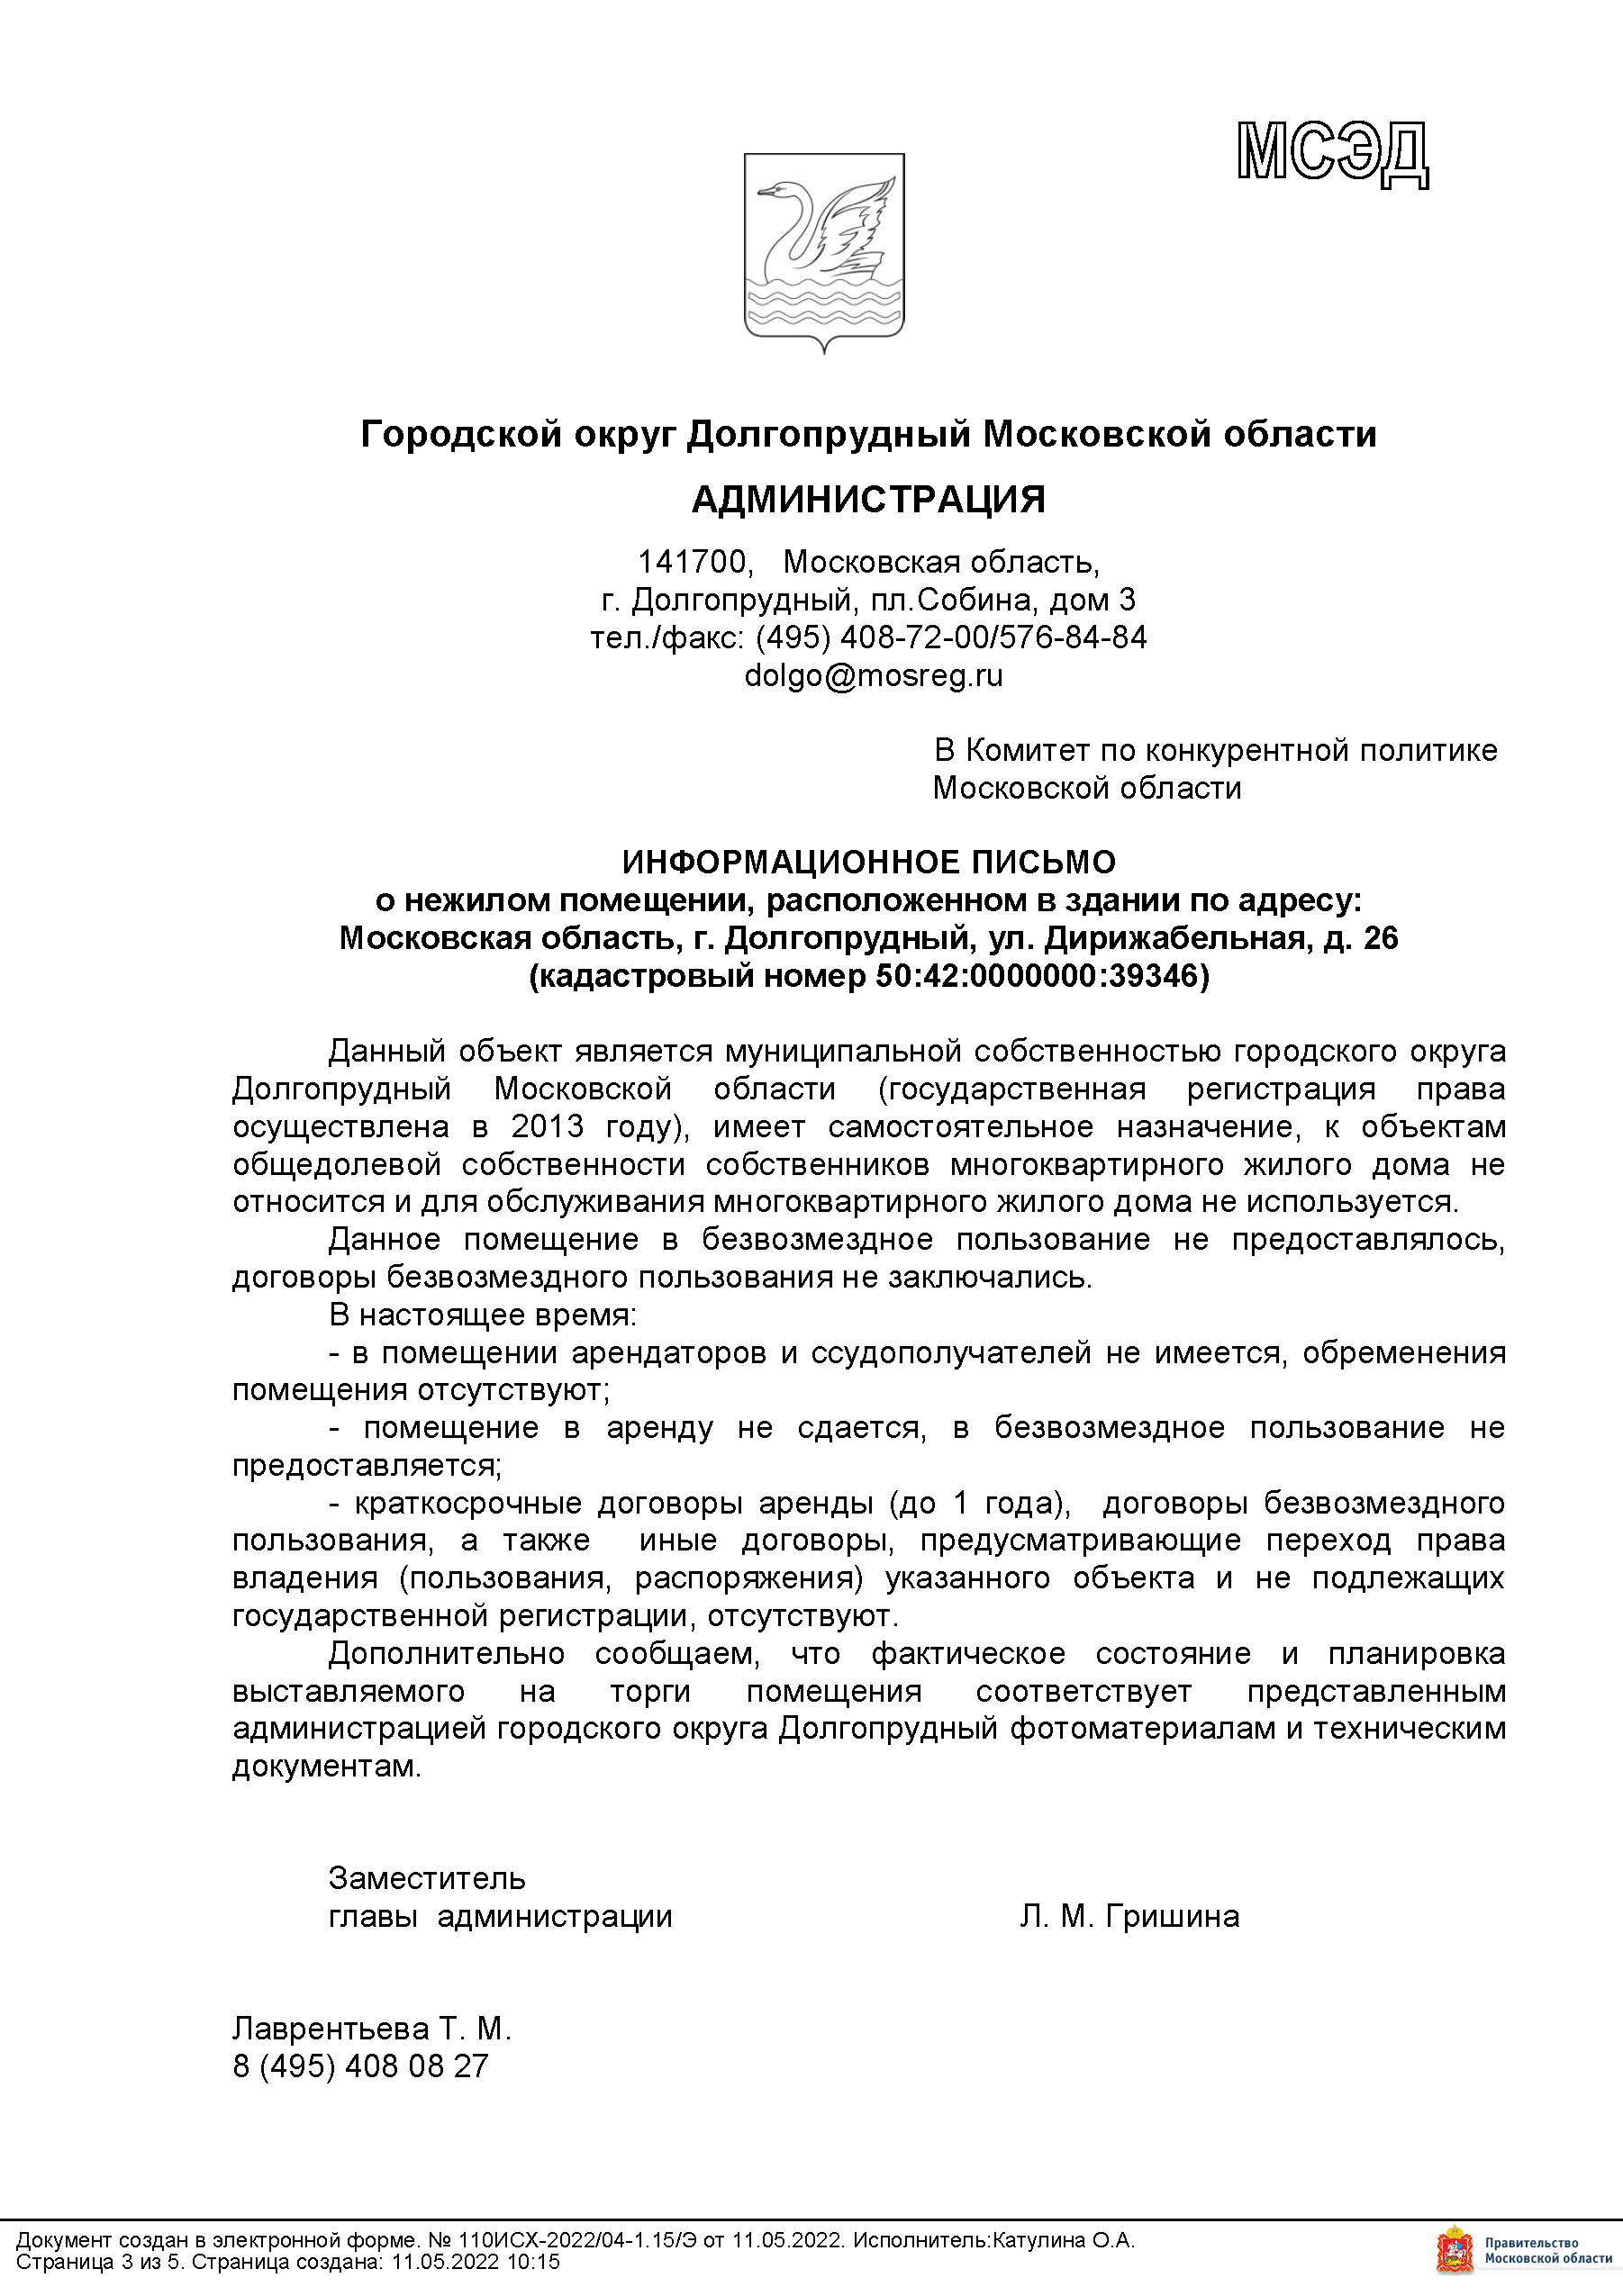 МСЭД
Городской округ Долгопрудный Московской области
АДМИНИСТРАЦИЯ
141700, Московская область,
г. Долгопрудный, пл.Собина, дом 3
тел./факс: (495) 408-72-00/576-84-84
dolgo@mosreg.ru
В Комитет по конкурентной политике
Московской области
ИНФОРМАЦИОННОЕ ПИСЬМО
о нежилом помещении, расположенном в здании по адресу:
Московская область, г. Долгопрудный, ул. Дирижабельная, д. 26
(кадастровый номер 50:42:0000000:39346)
Данный объект является муниципальной собственностью городского округа
Долгопрудный Московской области (государственная регистрация права
осуществлена в 2013 году), имеет самостоятельное назначение, к объектам
общедолевой собственности собственников многоквартирного жилого дома не
относится и для обслуживания многоквартирного жилого дома не используется.
Данное помещение в безвозмездное пользование не предоставлялось,
договоры безвозмездного пользования не заключались.
В настоящее время:
- в помещении арендаторов и ссудополучателей не имеется, обременения
помещения отсутствуют;
- помещение в аренду не сдается, в безвозмездное пользование не
предоставляется;
- краткосрочные договоры аренды (до 1 года), договоры безвозмездного
пользования, а также иные договоры, предусматривающие переход права
владения (пользования, распоряжения) указанного объекта и не подлежащих
государственной регистрации, отсутствуют.
Дополнительно сообщаем, что фактическое состояние и планировка
выставляемого на торги помещения соответствует представленным
администрацией городского округа Долгопрудный фотоматериалам и техническим
документам.
Заместитель
главы администрации Л. М. Гришина
Лаврентьева Т. М.
8 (495) 408 08 27
Документ создан в электронной форме. № 110ИСХ-2022/04-1.15/Э от 11.05.2022. Исполнитель:Катулина О.А.
Страница 3 из 5. Страница создана: 11.05.2022 10:15
Правительство
Московской области